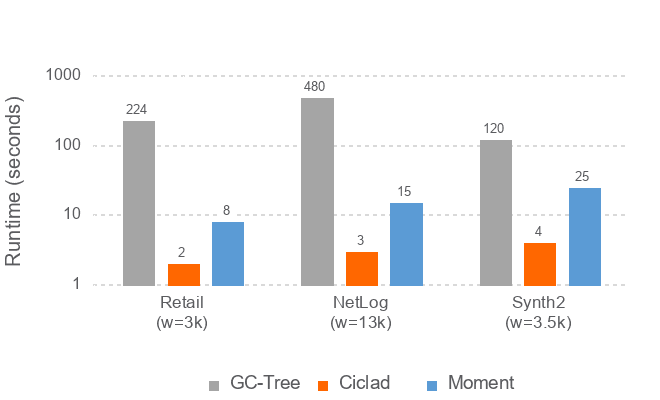 Runtime (seconds)
1000
100
10
1
224
2
8
480
3
15
120
4
25
Retail
(w=3k)
NetLog
(w=13k)
Synth2
(w=3.5k)
GC-Tree
Ciclad
Moment